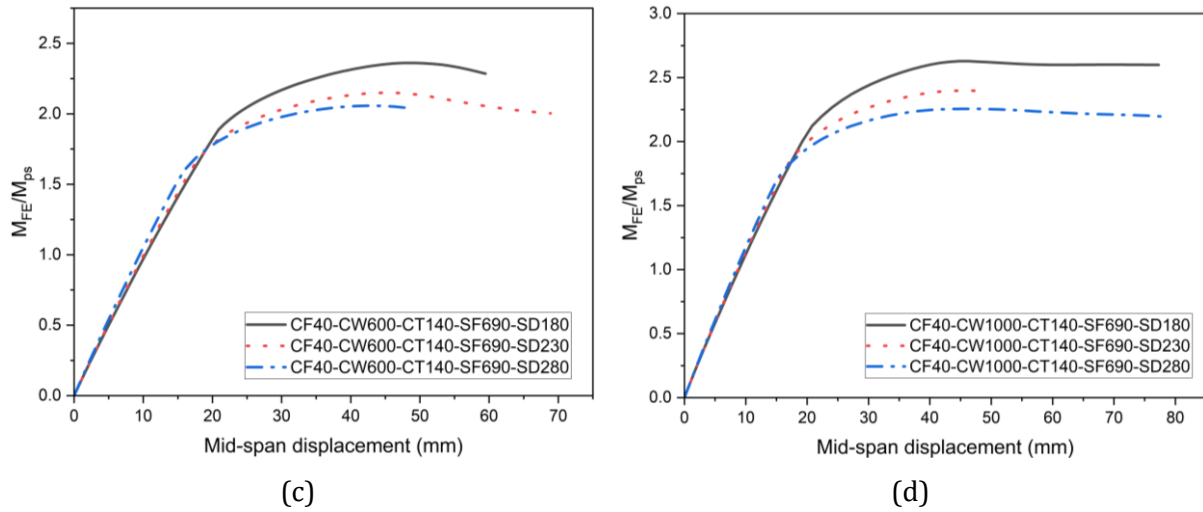 2.5
2.0
1.5
1.0
0.5
0.0
M_FE/M_ps
CF40-CW600-CT140-SF690-SD180
CF40-CW600-CT140-SF690-SD230
CF40-CW600-CT140-SF690-SD280
0 10 20 30 40 50 60 70
Mid-span displacement (mm)
(c)
3.0
2.5
2.0
1.5
1.0
0.5
0.0
M_FE/M_ps
CF40-CW1000-CT140-SF690-SD180
CF40-CW1000-CT140-SF690-SD230
CF40-CW1000-CT140-SF690-SD280
0 10 20 30 40 50 60 70 80
Mid-span displacement (mm)
(d)